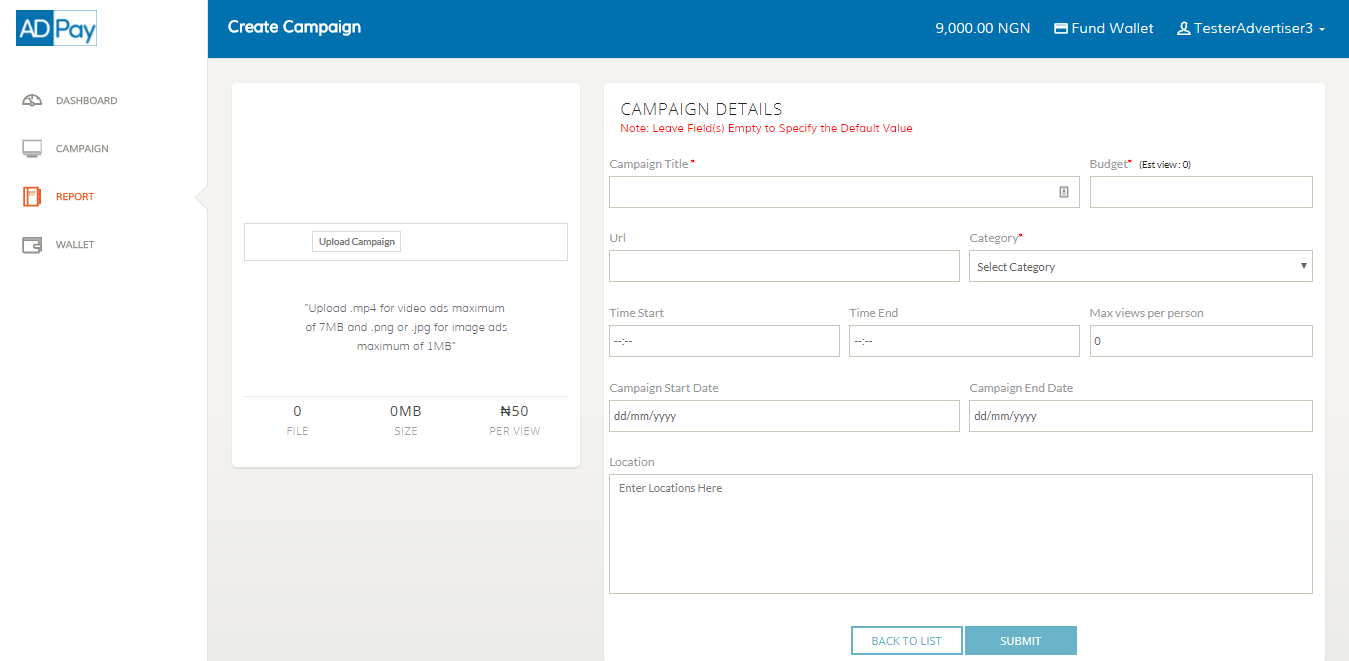 AD Pay
Create Campaign
9,000.00 NGN
Fund Wallet
TesterAdvertiser3
DASHBOARD
CAMPAIGN
REPORT
WALLET
Upload Campaign
"Upload .mp4 for video ads maximum
of 7MB and .png or .jpg for image ads
maximum of 1MB"
0
0MB
₦50
FILE
SIZE
PER VIEW
CAMPAIGN DETAILS
Note: Leave Field(s) Empty to Specify the Default Value
Campaign Title *
Budget* (Est view : 0)
Url
Category*
Select Category
Time Start
Time End
Max views per person
--:--
--:--
0
Campaign Start Date
Campaign End Date
dd/mm/yyyy
dd/mm/yyyy
Location
Enter Locations Here
BACK TO LIST
SUBMIT